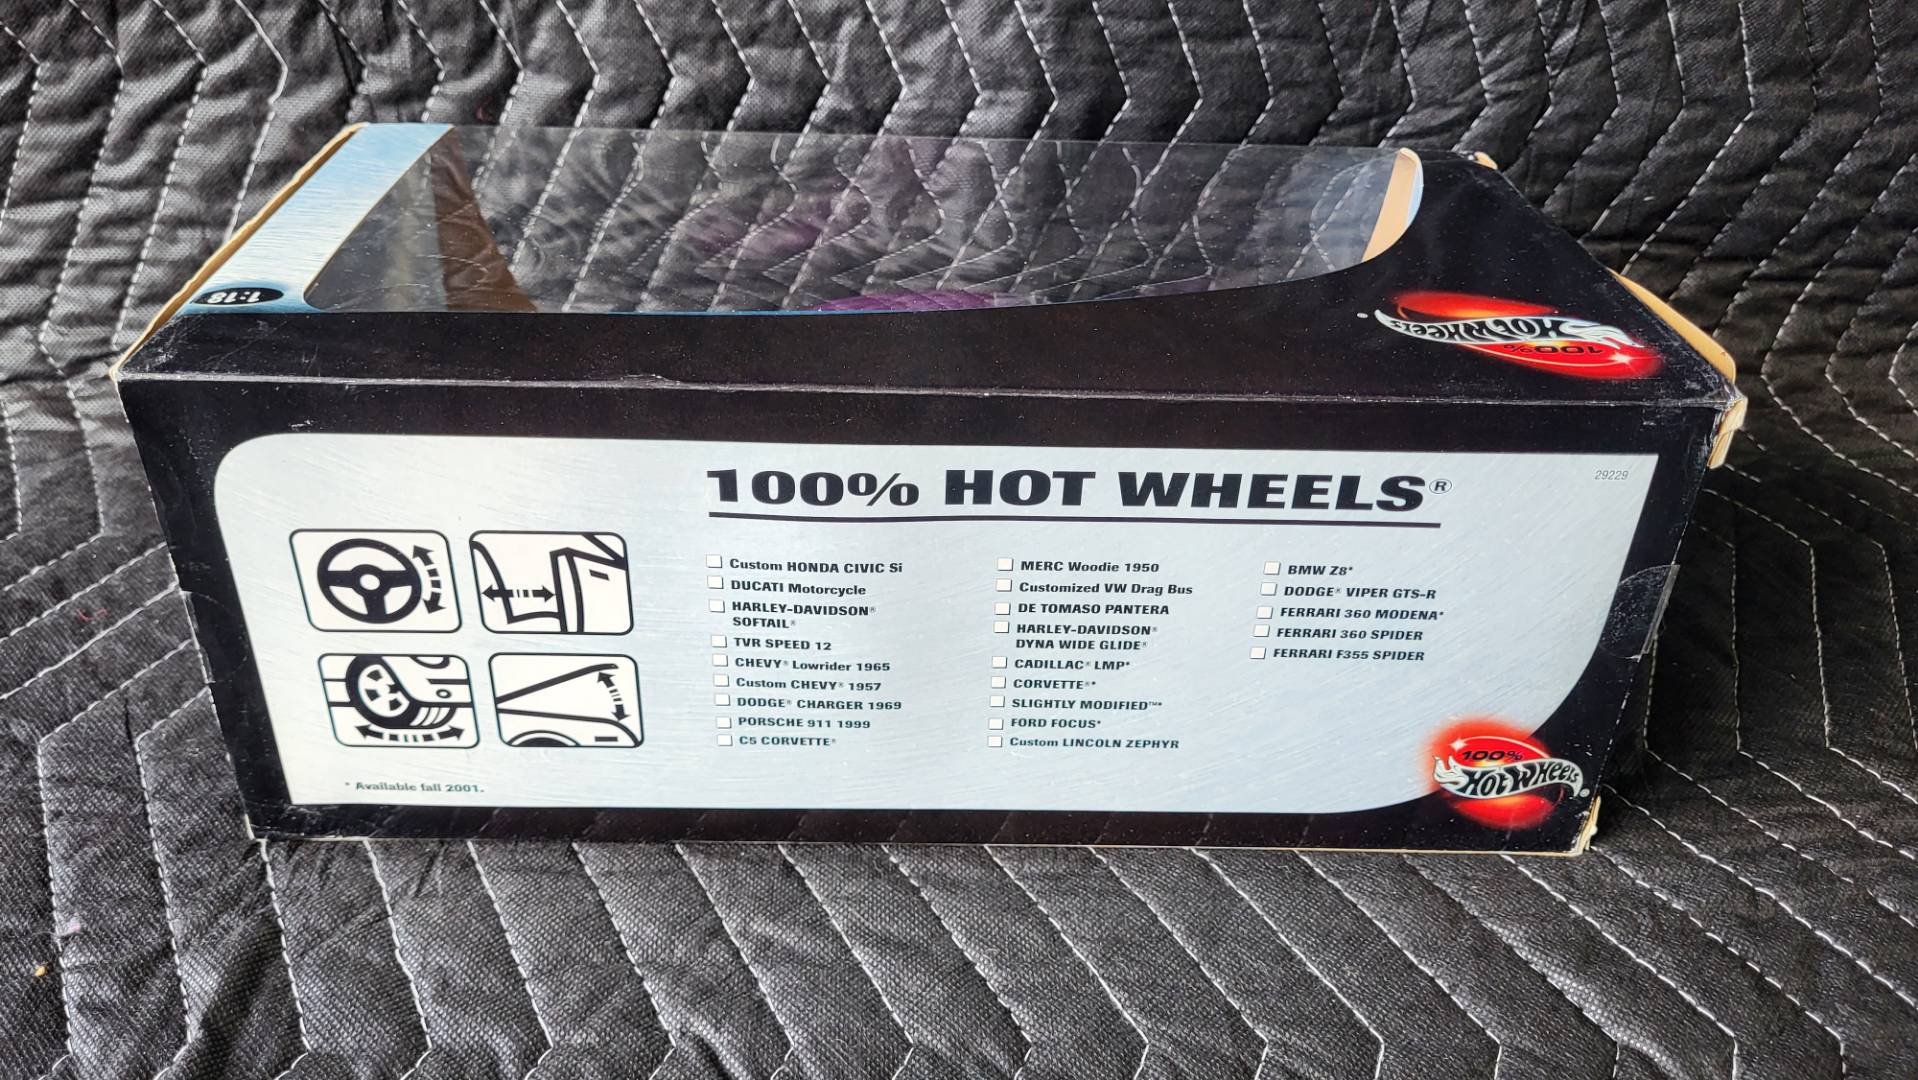 1:18
100%
HOT WHEELS
100% HOT WHEELS®
29229
Custom HONDA CIVIC Si
DUCATI Motorcycle
HARLEY-DAVIDSON®
SOFTAIL®
TVR SPEED 12
CHEVY® Lowrider 1965
Custom CHEVY® 1957
DODGE® CHARGER 1969
PORSCHE 911 1999
C5 CORVETTE®
MERC Woodie 1950
Customized VW Drag Bus
DE TOMASO PANTERA
HARLEY-DAVIDSON®
DYNA WIDE GLIDE®
CADILLAC® LMP*
CORVETTE®*
SLIGHTLY MODIFIED™*
FORD FOCUS*
Custom LINCOLN ZEPHYR
BMW Z8*
DODGE® VIPER GTS-R
FERRARI 360 MODENA*
FERRARI 360 SPIDER
FERRARI F355 SPIDER
* Available fall 2001.
100%
HOT WHEELS®